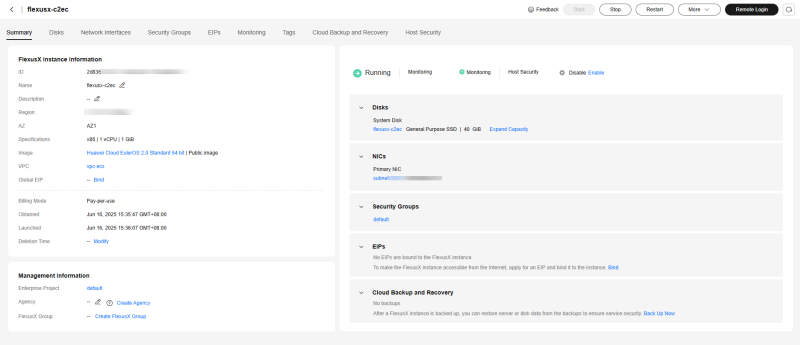 flexusx-c2ec
Feedback
Start
Stop
Restart
More
Remote Login
Summary
Disks
Network Interfaces
Security Groups
EIPs
Monitoring
Tags
Cloud Backup and Recovery
Host Security
FlexusX Instance Information
ID
Name flexusx-c2ec
Description --
Region
AZ AZ1
Specifications x86 | 1 vCPU | 1 GiB
Image Huawei Cloud EulerOS 2.0 Standard 64 bit | Public image
VPC vpc-ecs
Global EIP -- Bind
Billing Mode Pay-per-use
Obtained Jun 16, 2025 15:35:47 GMT+08:00
Launched Jun 16, 2025 15:36:07 GMT+08:00
Deletion Time -- Modify
Management Information
Enterprise Project default
Agency -- Create Agency
FlexusX Group -- Create FlexusX Group
Running
Monitoring
Monitoring
Host Security
Disable Enable
Disks
System Disk
flexusx-c2ec General Purpose SSD | 40 GiB Expand Capacity
NICs
Primary NIC
subnet
Security Groups
default
EIPs
No EIPs are bound to the FlexusX instance.
To make the FlexusX instance accessible from the Internet, apply for an EIP and bind it to the instance. Bind
Cloud Backup and Recovery
No backups
After a FlexusX instance is backed up, you can restore server or disk data from the backups to ensure service security. Back Up Now